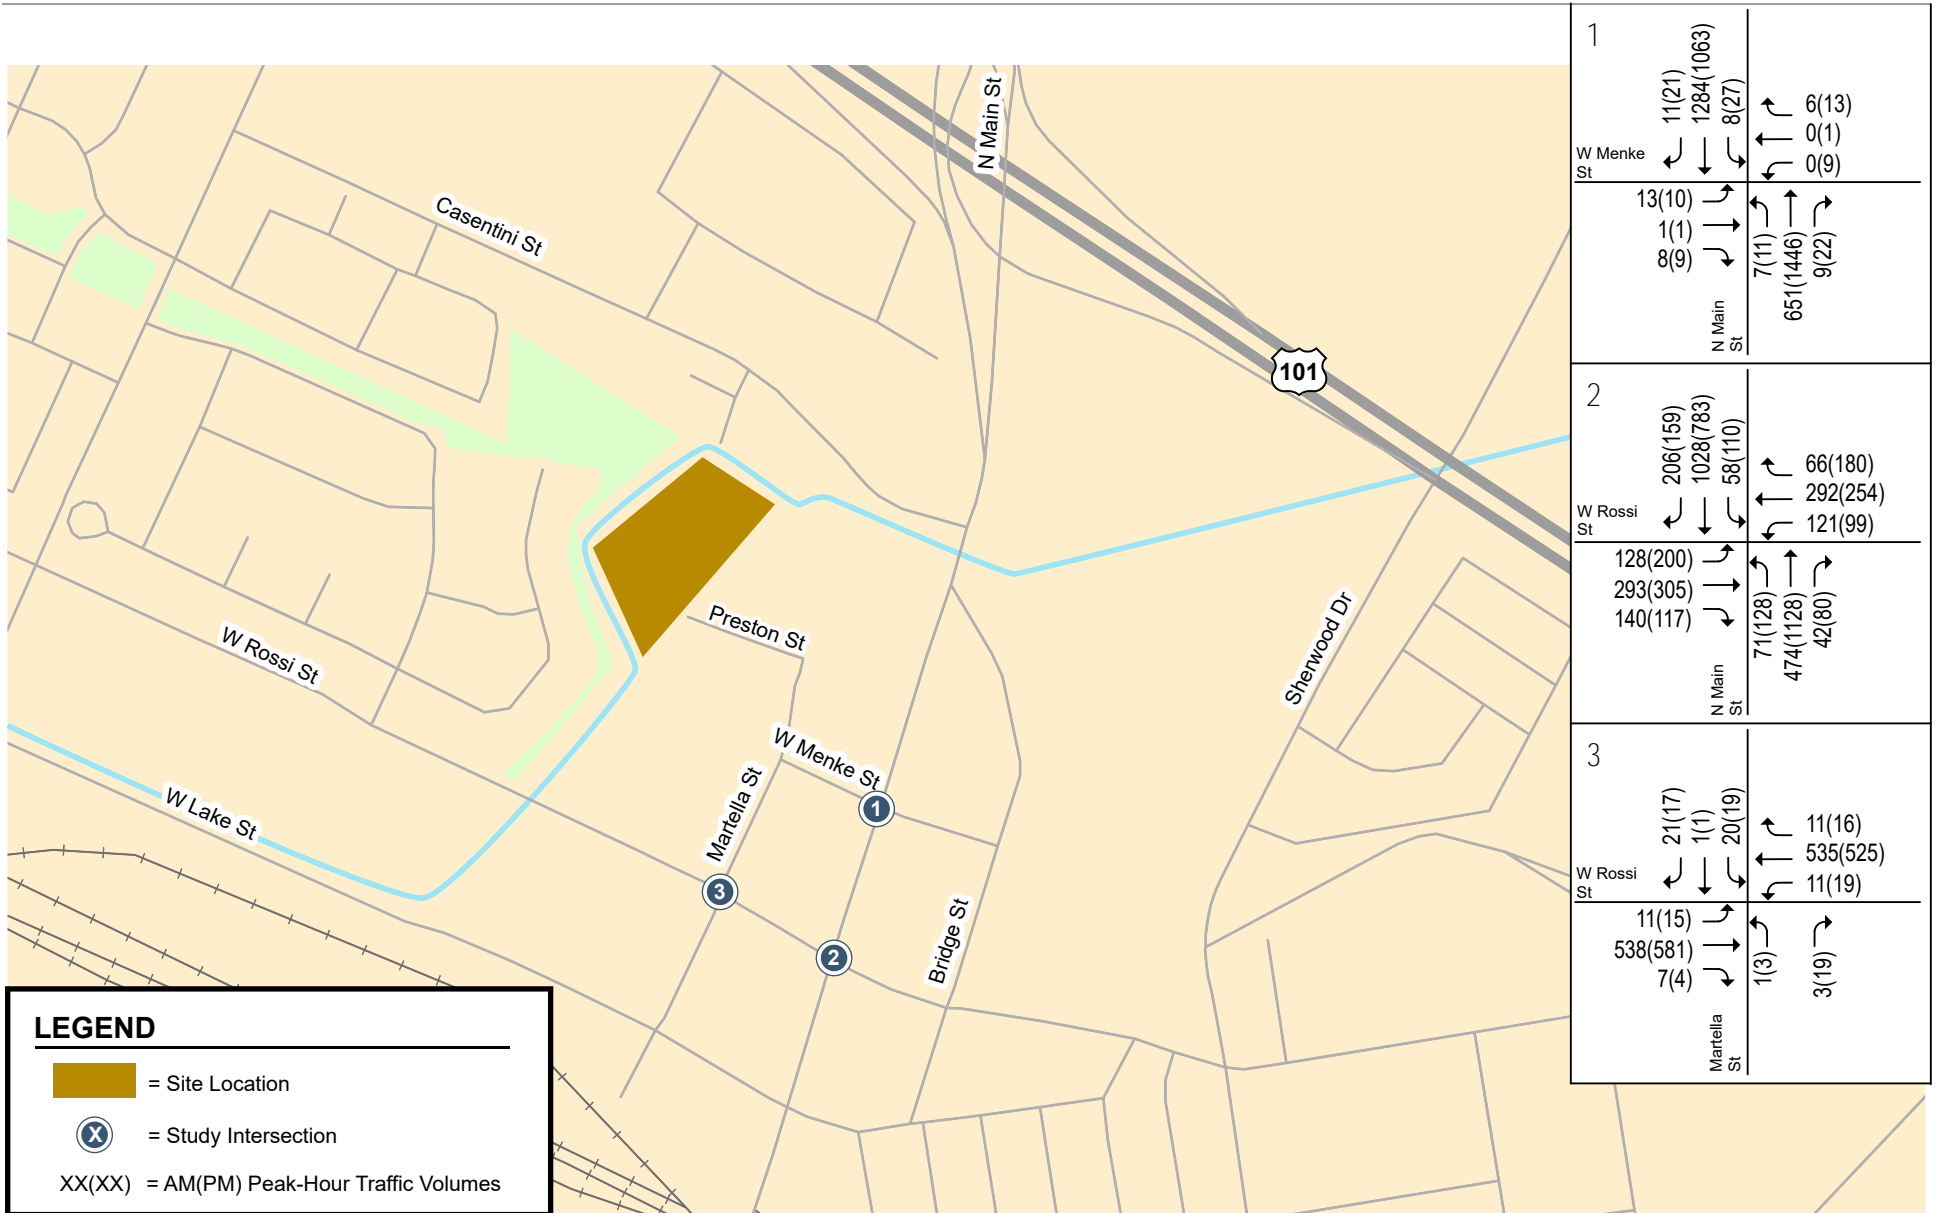 N Main St
Casentini St
101
Preston St
Sherwood Dr
W Rossi St
W Menke St
W Lake St
Martella St
Bridge St
1
3
2
1
11(21)
1284(1063)
8(27)
6(13)
0(1)
0(9)
W Menke
St
13(10)
1(1)
8(9)
7(11)
651(1446)
9(22)
N Main
St
2
206(159)
1028(783)
58(110)
66(180)
292(254)
121(99)
W Rossi
St
128(200)
293(305)
140(117)
71(128)
474(1128)
42(80)
N Main
St
3
21(17)
1(1)
20(19)
11(16)
535(525)
11(19)
W Rossi
St
11(15)
538(581)
7(4)
1(3)
3(19)
Martella
St
LEGEND
= Site Location
X = Study Intersection
XX(XX) = AM(PM) Peak-Hour Traffic Volumes